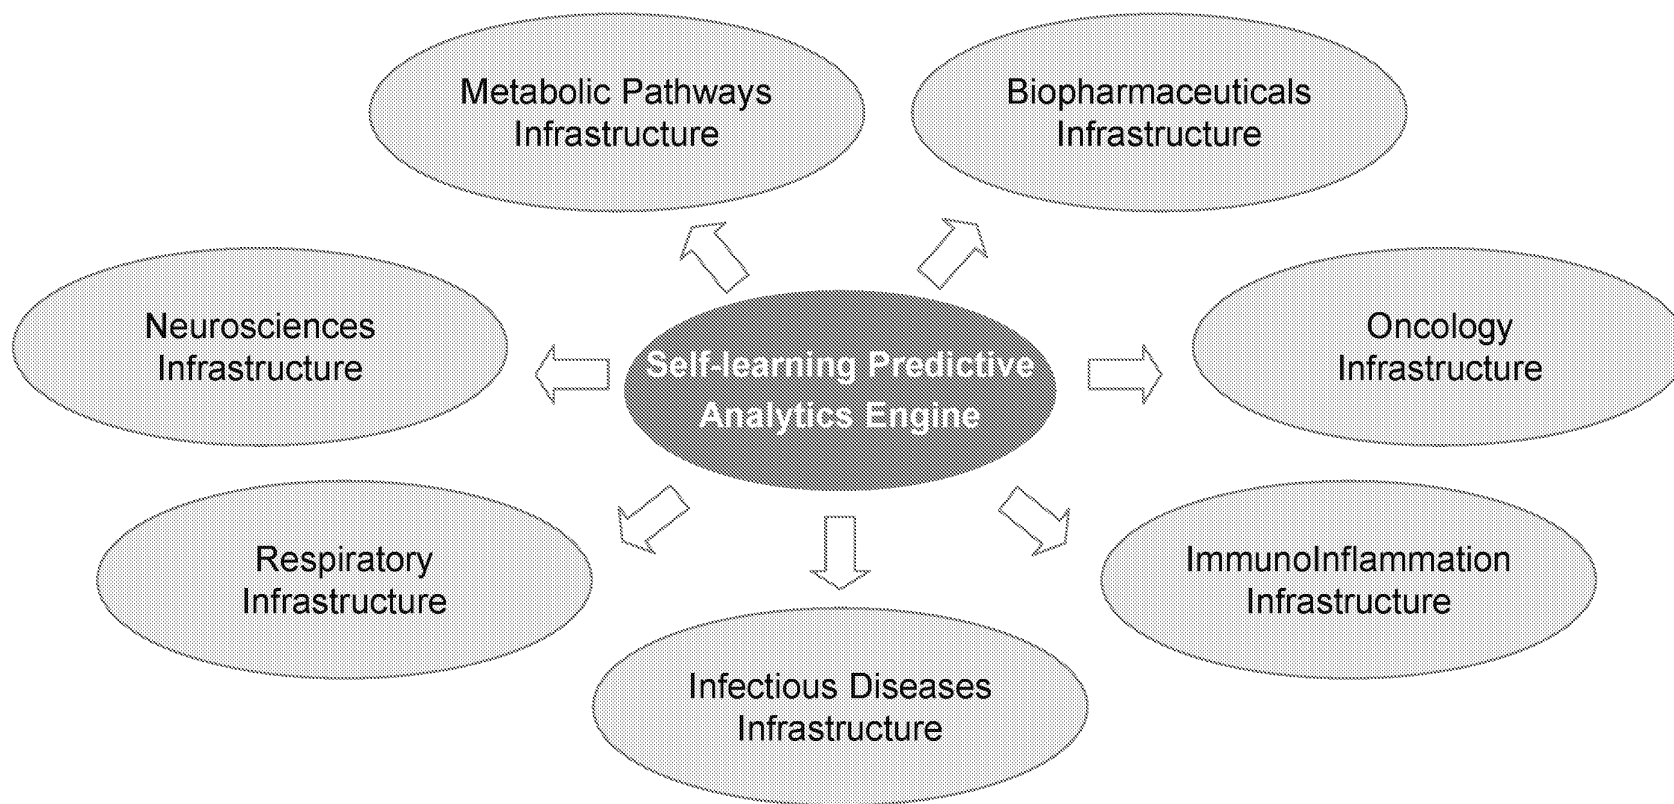 Metabolic Pathways
Infrastructure
Biopharmaceuticals
Infrastructure
Neurosciences
Infrastructure
Self-learning Predictive
Analytics Engine
Oncology
Infrastructure
Respiratory
Infrastructure
ImmunoInflammation
Infrastructure
Infectious Diseases
Infrastructure